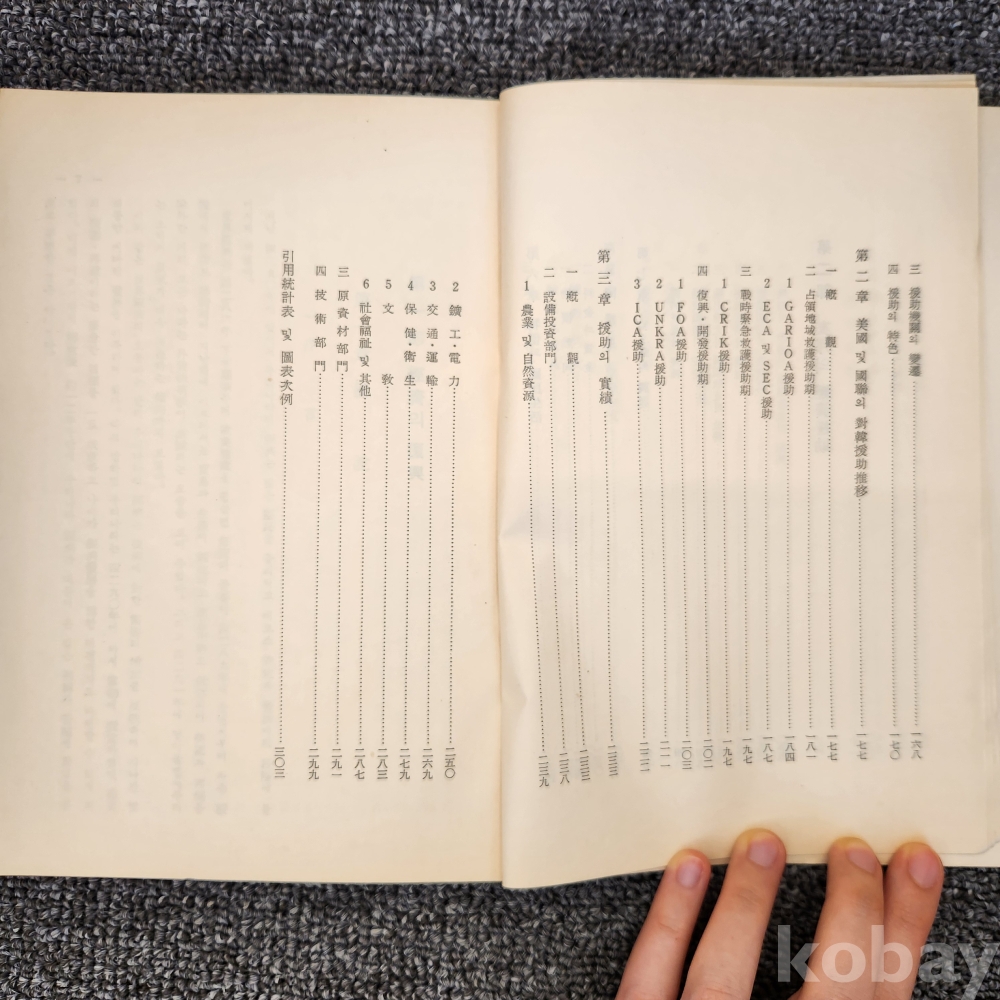 三 援助機關의 變遷 一六八
四 援助의 特色 一七〇
第二章 美國 및 國聯의 對韓援助推移 一七七
一 槪觀 一七七
二 占領地域救護援助期 一八一
1 GARIOA援助 一八四
2 ECA 및 SEC援助 一八七
三 戰時緊急救護援助期 一九七
1 CRIK援助 一九七
四 復興・開發援助期 二〇二
1 FOA援助 二〇三
2 UNKRA援助 二一一
3 ICA援助 二二二
第三章 援助의 實績 二三三
一 槪觀 二三三
二 設備投資部門 二三八
1 農業 및 自然資源 二三九
2 鑛工・電力 二五〇
3 交通・運輸 二六九
4 保健・衛生 二七九
5 文敎 二八三
6 社會福祉 및 其他 二八七
三 原資材部門 二九一
四 技術部門 二九九
引用統計表 및 圖表次例 三〇三
kobay